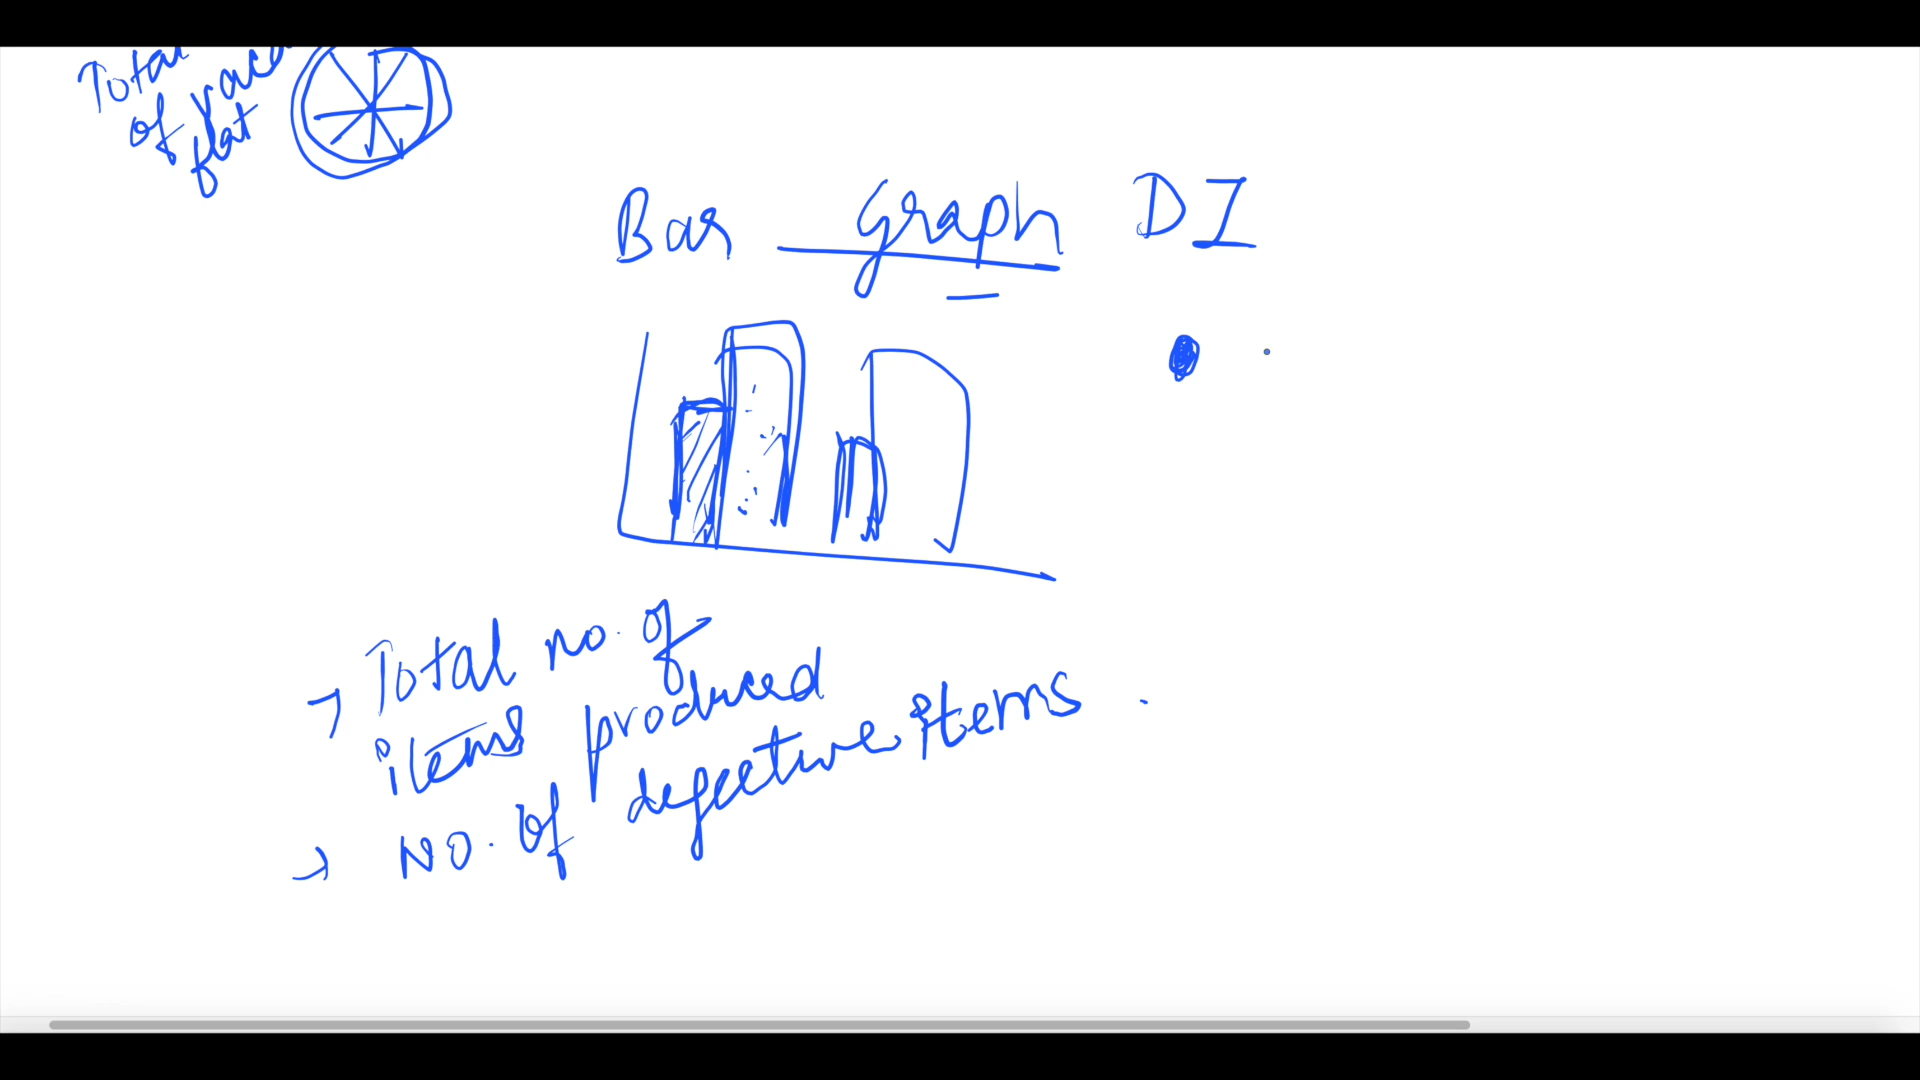 Total
of
flat
Bar Graph DI
→ Total no. of
items produced
→ No. of defective items.